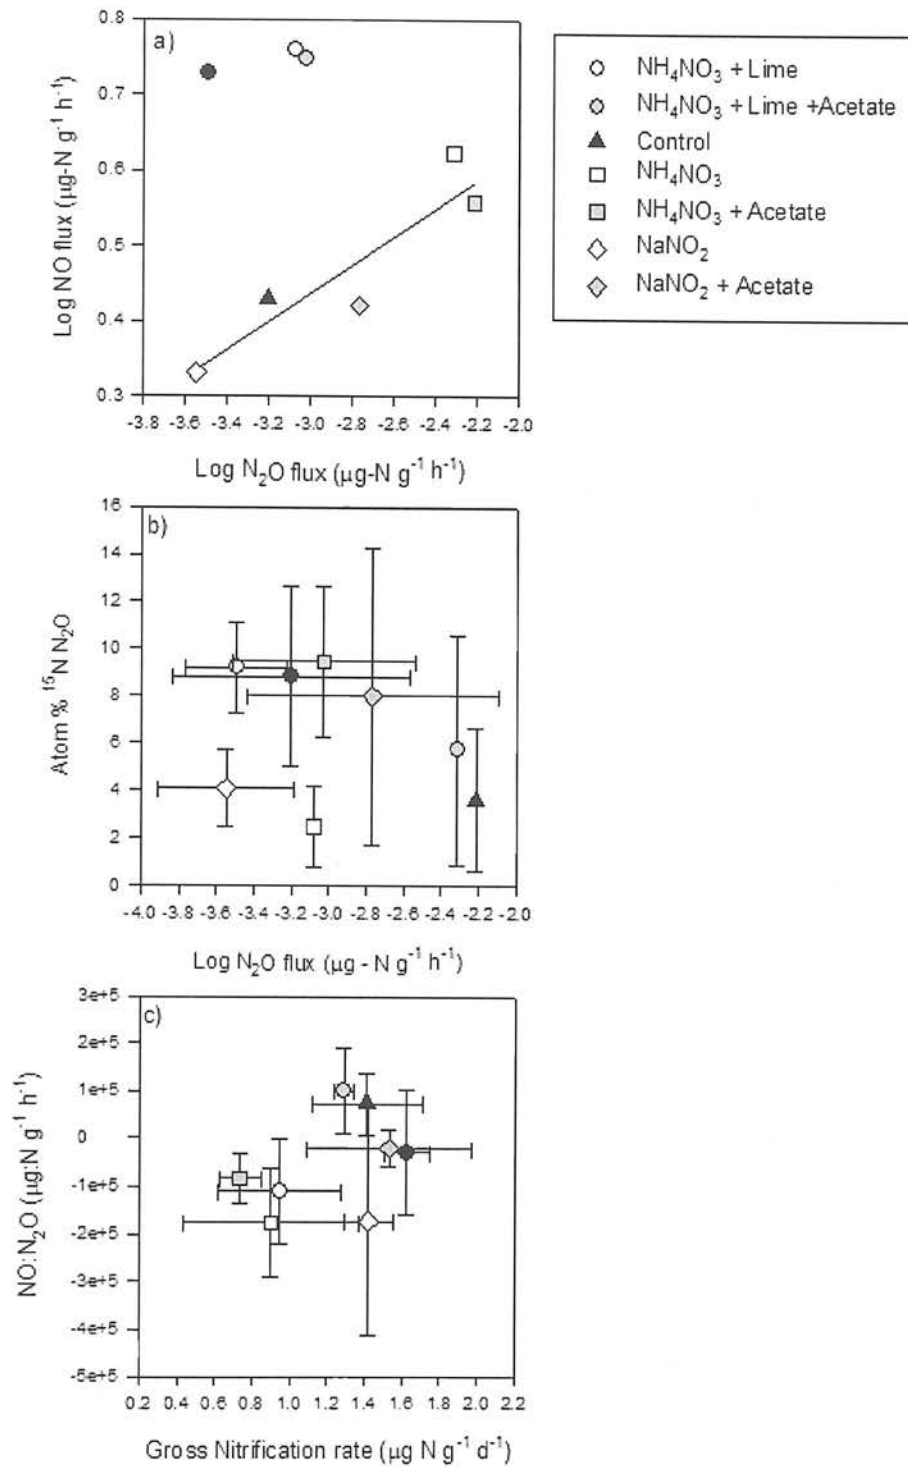 a)
0.8
0.7
0.6
0.5
0.4
0.3
Log NO flux (µg-N g⁻¹ h⁻¹)
-3.8 -3.6 -3.4 -3.2 -3.0 -2.8 -2.6 -2.4 -2.2 -2.0
Log N₂O flux (µg-N g⁻¹ h⁻¹)
NH₄NO₃ + Lime
NH₄NO₃ + Lime +Acetate
Control
NH₄NO₃
NH₄NO₃ + Acetate
NaNO₂
NaNO₂ + Acetate
b)
16
14
12
10
8
6
4
2
0
Atom % ¹⁵N N₂O
-4.0 -3.8 -3.6 -3.4 -3.2 -3.0 -2.8 -2.6 -2.4 -2.2 -2.0
Log N₂O flux (µg - N g⁻¹ h⁻¹)
c)
3e+5
2e+5
1e+5
0
-1e+5
-2e+5
-3e+5
-4e+5
-5e+5
NO:N₂O (µg:N g⁻¹ h⁻¹)
0.2 0.4 0.6 0.8 1.0 1.2 1.4 1.6 1.8 2.0 2.2
Gross Nitrification rate (µg N g⁻¹ d⁻¹)